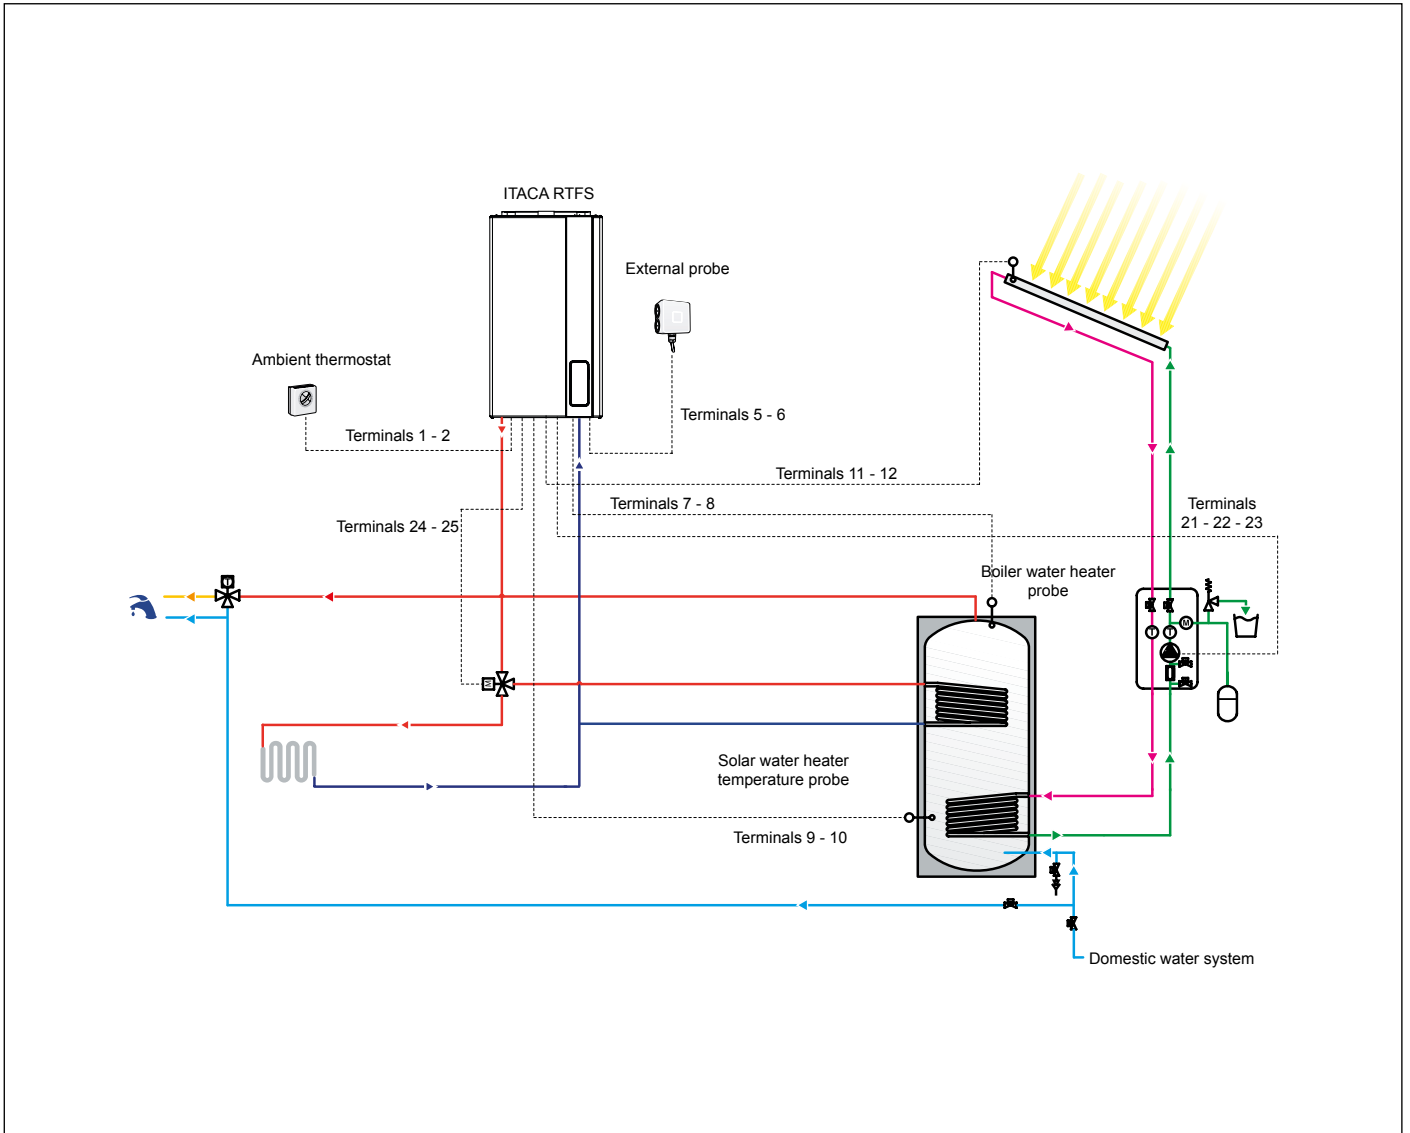 ITACA RTFS
External probe
Ambient thermostat
Terminals 5 - 6
Terminals 1 - 2
Terminals 11 - 12
Terminals 7 - 8
Terminals
21 - 22 - 23
Terminals 24 - 25
Boiler water heater
probe
T
M
T
T
M
Solar water heater
temperature probe
Terminals 9 - 10
Domestic water system